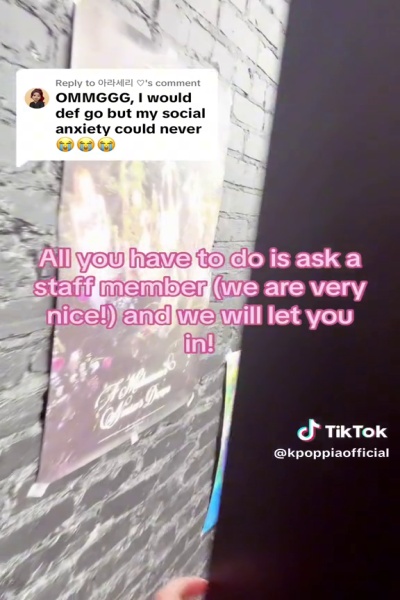 Reply to 아라세리 ♡'s comment
OMMGGG, I would
def go but my social
anxiety could never
😭😭😭
All you have to do is ask a
staff member (we are very
nice!) and we will let you
in!
TikTok
@kpoppiaofficial